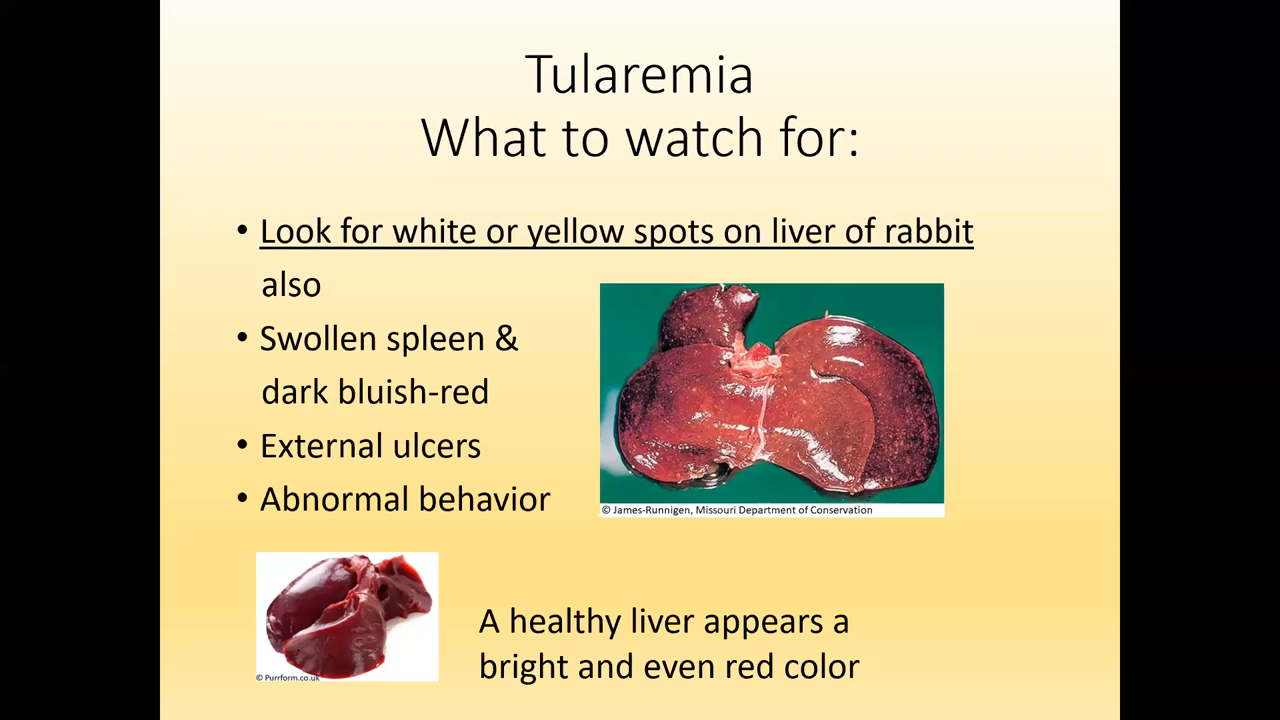 Tularemia
What to watch for:
• Look for white or yellow spots on liver of rabbit
also
• Swollen spleen &
dark bluish-red
• External ulcers
• Abnormal behavior
© James-Runnigen, Missouri Department of Conservation
© Purrform.co.uk
A healthy liver appears a
bright and even red color